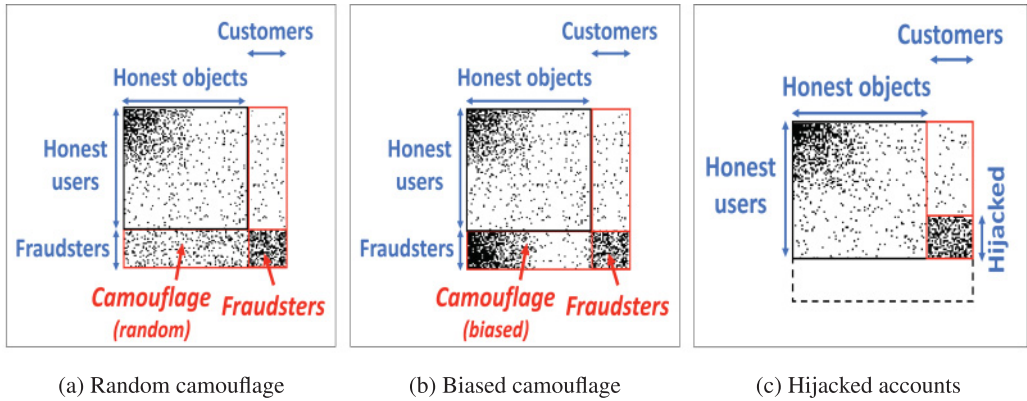 Customers
Honest objects
Honest
users
Fraudsters
Camouflage
(random)
Fraudsters
(a) Random camouflage
Customers
Honest objects
Honest
users
Fraudsters
Camouflage
(biased)
Fraudsters
(b) Biased camouflage
Customers
Honest objects
Honest
users
Hijacked
(c) Hijacked accounts